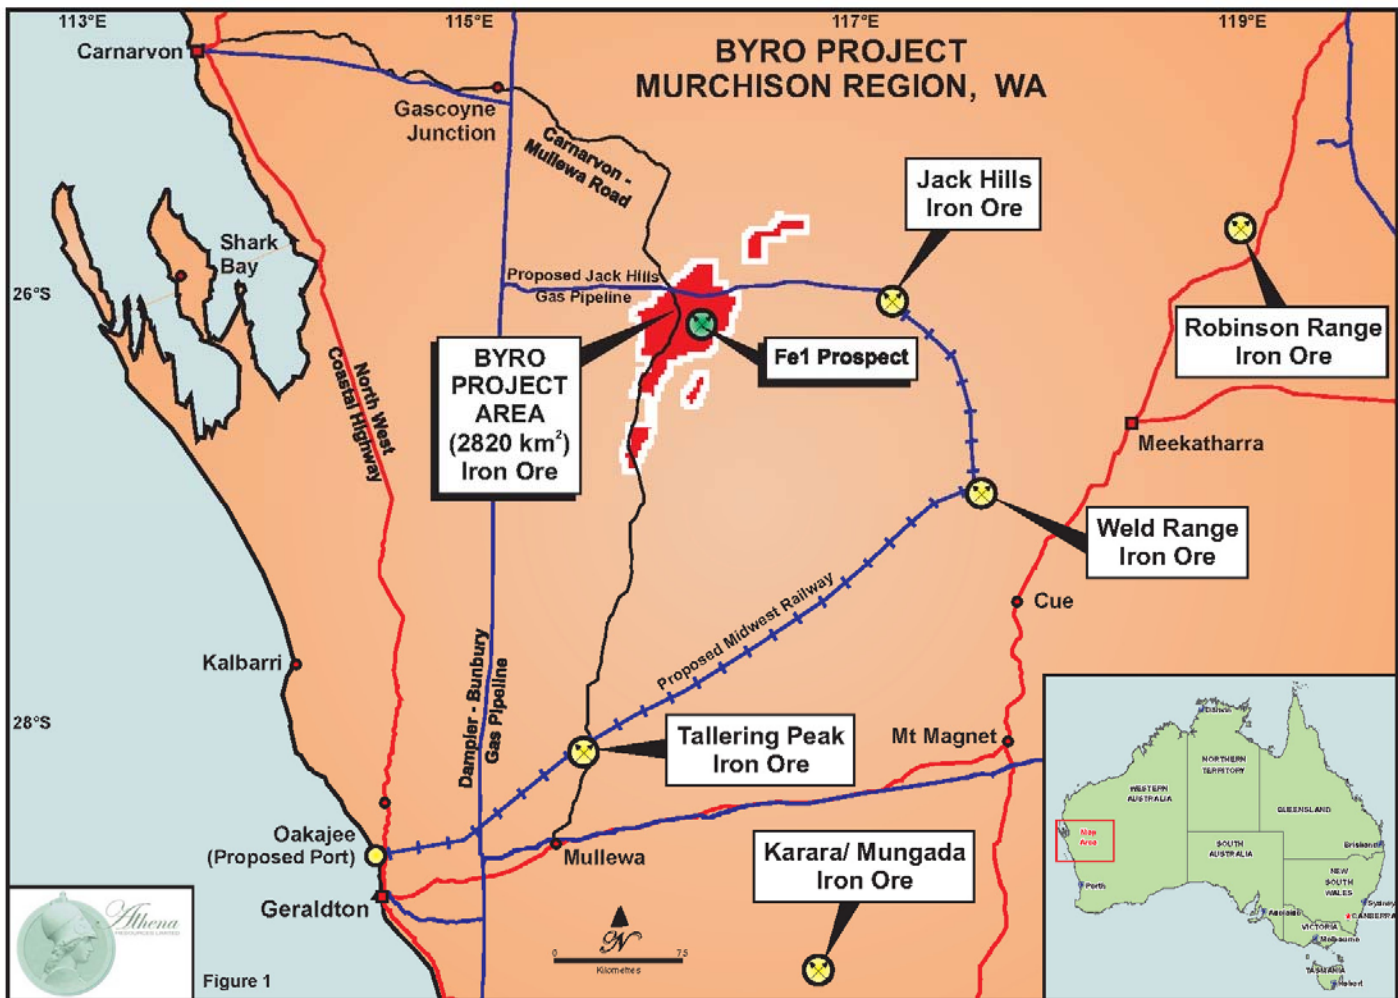 113°E
115°E
117°E
119°E
BYRO PROJECT
MURCHISON REGION, WA
Carnarvon
Gascoyne
Junction
Carnarvon -
Mullewa Road
Jack Hills
Iron Ore
Shark
Bay
26°S
Proposed Jack Hills
Gas Pipeline
Robinson Range
Iron Ore
BYRO
PROJECT
AREA
(2820 km²)
Iron Ore
Fe1 Prospect
North West
Coastal Highway
Meekatharra
Weld Range
Iron Ore
Cue
Proposed Midwest Railway
Kalbarri
Dampier - Bunbury
Gas Pipeline
28°S
Tallering Peak
Iron Ore
Mt Magnet
Oakajee
(Proposed Port)
Mullewa
Karara/ Mungada
Iron Ore
Geraldton
N
0 75
Kilometres
Athena
RESOURCES LIMITED
Figure 1
Darwin
NORTHERN
TERRITORY
WESTERN
AUSTRALIA
QUEENSLAND
Map
Area
SOUTH
AUSTRALIA
Brisbane
NEW
SOUTH
WALES
Perth
Sydney
Adelaide
CANBERRA
VICTORIA
Melbourne
TASMANIA
Hobart